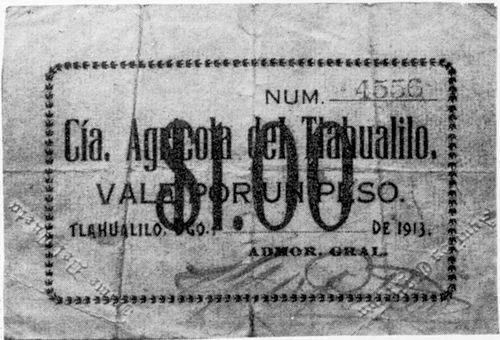 NUM. 4556
Cía. Agrícola del Tlahualilo.
$1.00
VALE POR UN PESO.
TLAHUALILO, DGO., DE 1913.
ADMOR. GRAL.